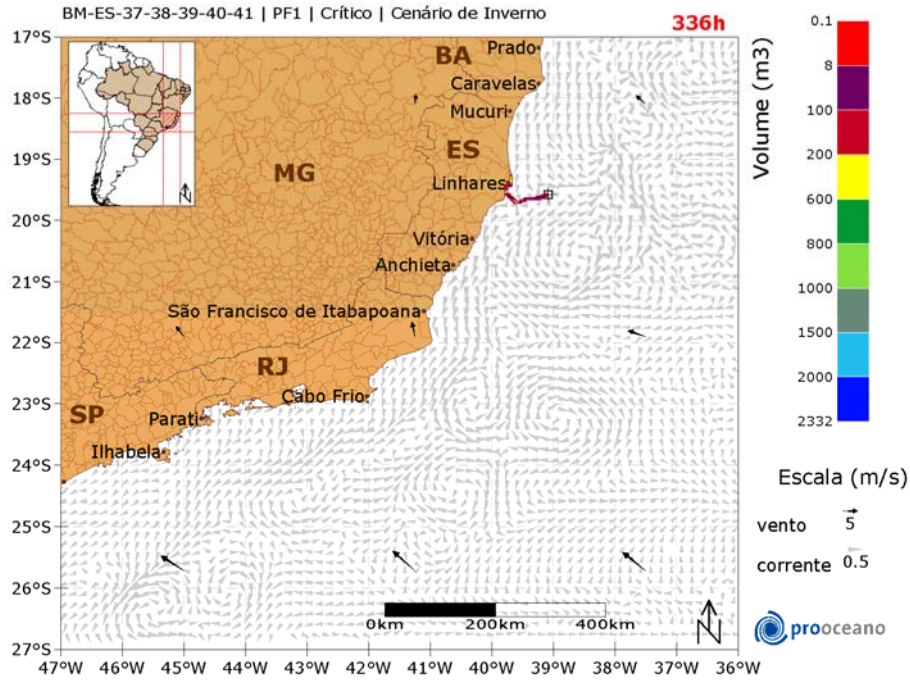 BM-ES-37-38-39-40-41 | PF1 | Crítico | Cenário de Inverno
336h
17°S
18°S
19°S
20°S
21°S
22°S
23°S
24°S
25°S
26°S
27°S
BA
Prado
Caravelas
Mucuri
ES
MG
Linhares
Vitória
Anchieta
São Francisco de Itabapoana
RJ
Cabo Frio
SP
Parati
Ilhabela
N
0km 200km 400km
N
47°W 46°W 45°W 44°W 43°W 42°W 41°W 40°W 39°W 38°W 37°W 36°W
Volume (m3)
0.1
8
100
200
600
800
1000
1500
2000
2332
Escala (m/s)
vento 5
corrente 0.5
prooceano